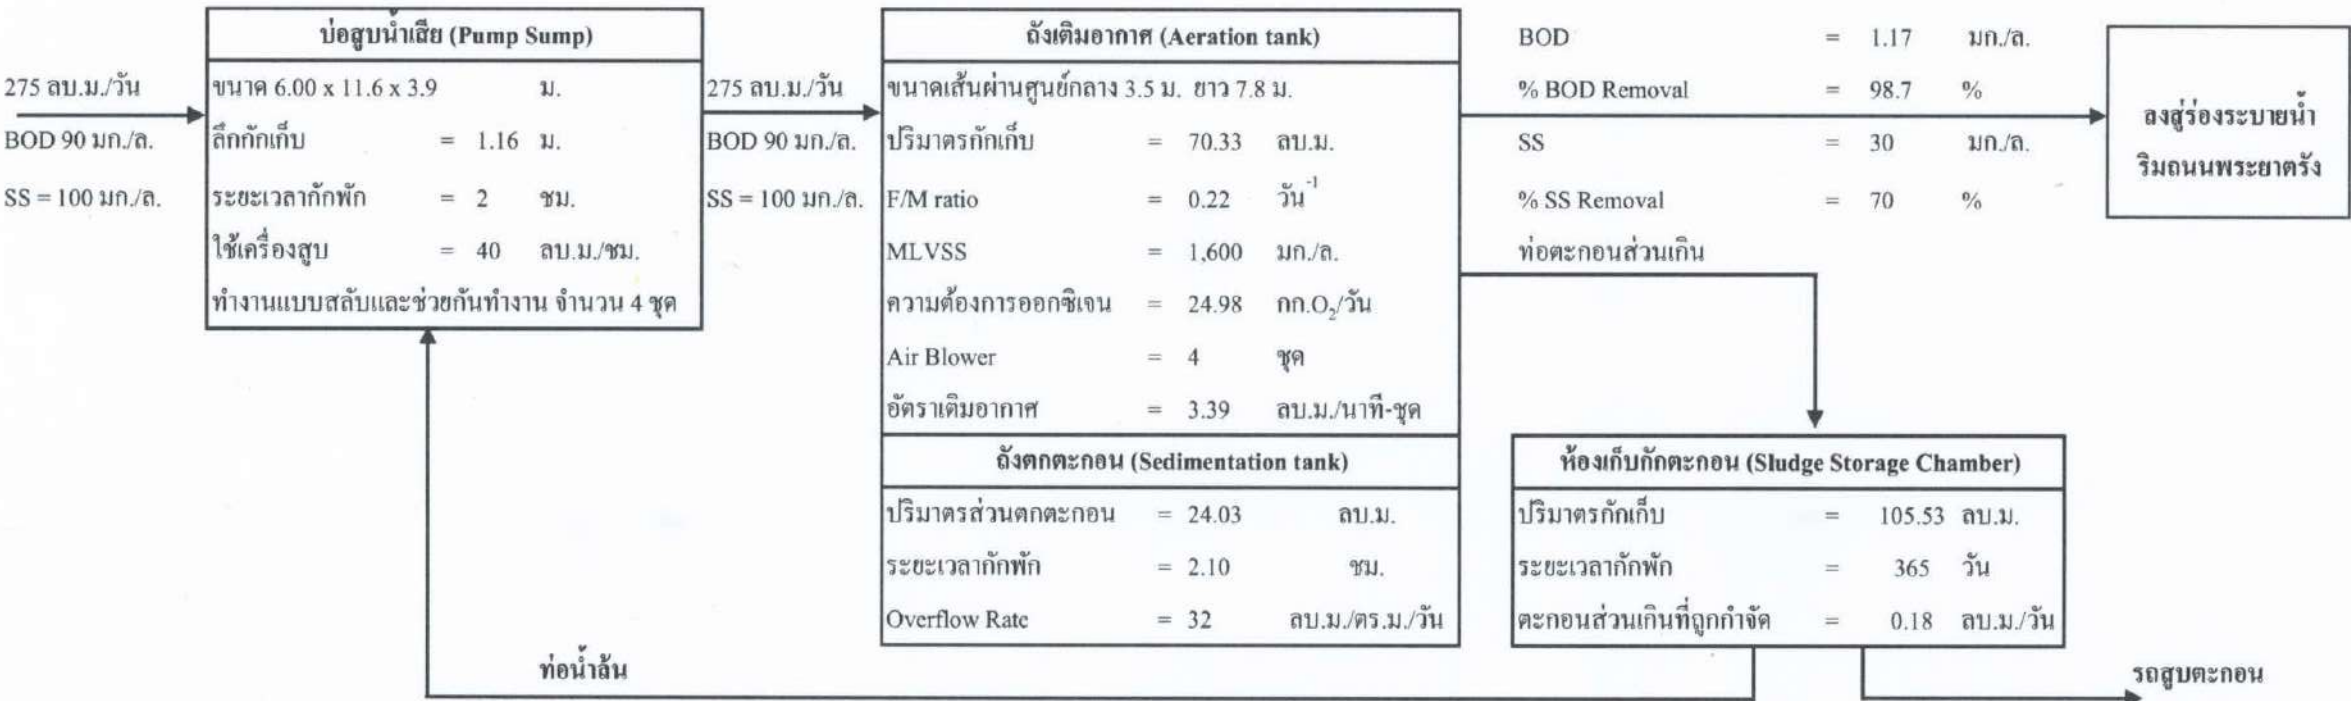 275 ลบ.ม./วัน
BOD 90 มก./ล.
SS = 100 มก./ล.
บ่อสูบน้ำเสีย (Pump Sump)
ขนาด 6.00 x 11.6 x 3.9 ม.
ลึกกักเก็บ = 1.16 ม.
ระยะเวลากักพัก = 2 ชม.
ใช้เครื่องสูบ = 40 ลบ.ม./ชม.
ทำงานแบบสลับและช่วยกันทำงาน จำนวน 4 ชุด
275 ลบ.ม./วัน
BOD 90 มก./ล.
SS = 100 มก./ล.
ถังเติมอากาศ (Aeration tank)
ขนาดเส้นผ่านศูนย์กลาง 3.5 ม. ยาว 7.8 ม.
ปริมาตรกักเก็บ = 70.33 ลบ.ม.
F/M ratio = 0.22 วัน⁻¹
MLVSS = 1,600 มก./ล.
ความต้องการออกซิเจน = 24.98 กก.O₂/วัน
Air Blower = 4 ชุด
อัตราเติมอากาศ = 3.39 ลบ.ม./นาที-ชุด
ถังตกตะกอน (Sedimentation tank)
ปริมาตรส่วนตกตะกอน = 24.03 ลบ.ม.
ระยะเวลากักพัก = 2.10 ชม.
Overflow Rate = 32 ลบ.ม./ตร.ม./วัน
BOD = 1.17 มก./ล.
% BOD Removal = 98.7 %
SS = 30 มก./ล.
% SS Removal = 70 %
ท่อตะกอนส่วนเกิน
ลงสู่ร่องระบายน้ำ
ริมถนนพระยาตรัง
ห้องเก็บกักตะกอน (Sludge Storage Chamber)
ปริมาตรกักเก็บ = 105.53 ลบ.ม.
ระยะเวลากักพัก = 365 วัน
ตะกอนส่วนเกินที่ถูกกำจัด = 0.18 ลบ.ม./วัน
ท่อน้ำล้น
รถสูบตะกอน